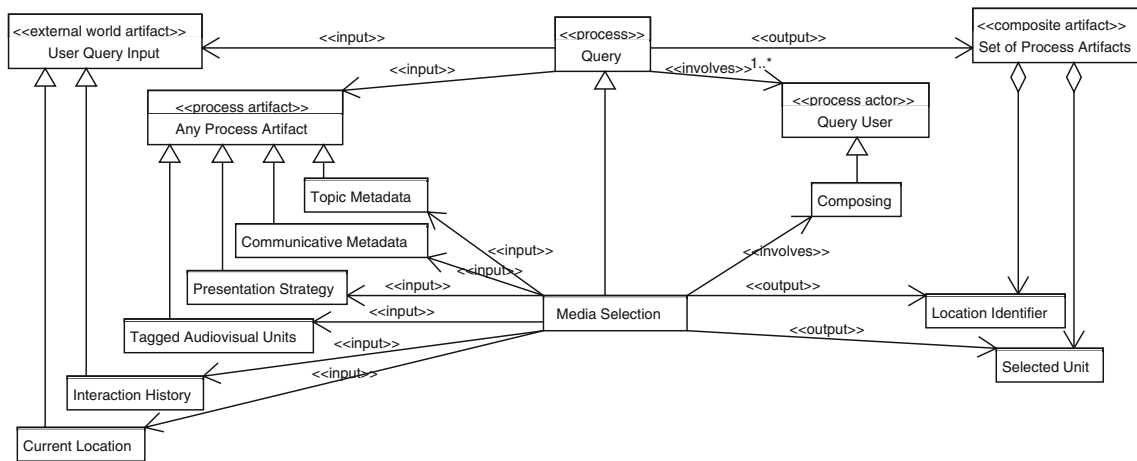 <<external world artifact>>
User Query Input
<<input>>
<<process>>
Query
<<output>>
<<composite artifact>>
Set of Process Artifacts
<<input>>
<<involves>>
1..*
<<process artifact>>
Any Process Artifact
<<process actor>>
Query User
Topic Metadata
Composing
Communicative Metadata
<<input>>
<<involves>>
<<input>>
Presentation Strategy
<<input>>
Media Selection
<<output>>
Location Identifier
Tagged Audiovisual Units
<<input>>
<<output>>
<<input>>
Selected Unit
Interaction History
<<input>>
Current Location